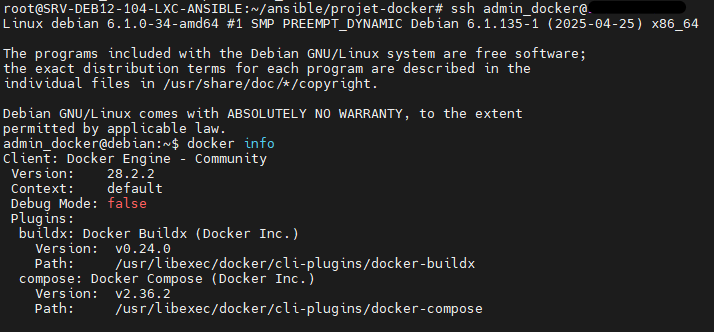 root@SRV-DEB12-104-LXC-ANSIBLE:~/ansible/projet-docker# ssh admin_docker@
Linux debian 6.1.0-34-amd64 #1 SMP PREEMPT_DYNAMIC Debian 6.1.135-1 (2025-04-25) x86_64

The programs included with the Debian GNU/Linux system are free software;
the exact distribution terms for each program are described in the
individual files in /usr/share/doc/*/copyright.

Debian GNU/Linux comes with ABSOLUTELY NO WARRANTY, to the extent
permitted by applicable law.
admin_docker@debian:~$ docker info
Client: Docker Engine - Community
 Version:    28.2.2
 Context:    default
 Debug Mode: false
 Plugins:
  buildx: Docker Buildx (Docker Inc.)
    Version:  v0.24.0
    Path:     /usr/libexec/docker/cli-plugins/docker-buildx
  compose: Docker Compose (Docker Inc.)
    Version:  v2.36.2
    Path:     /usr/libexec/docker/cli-plugins/docker-compose